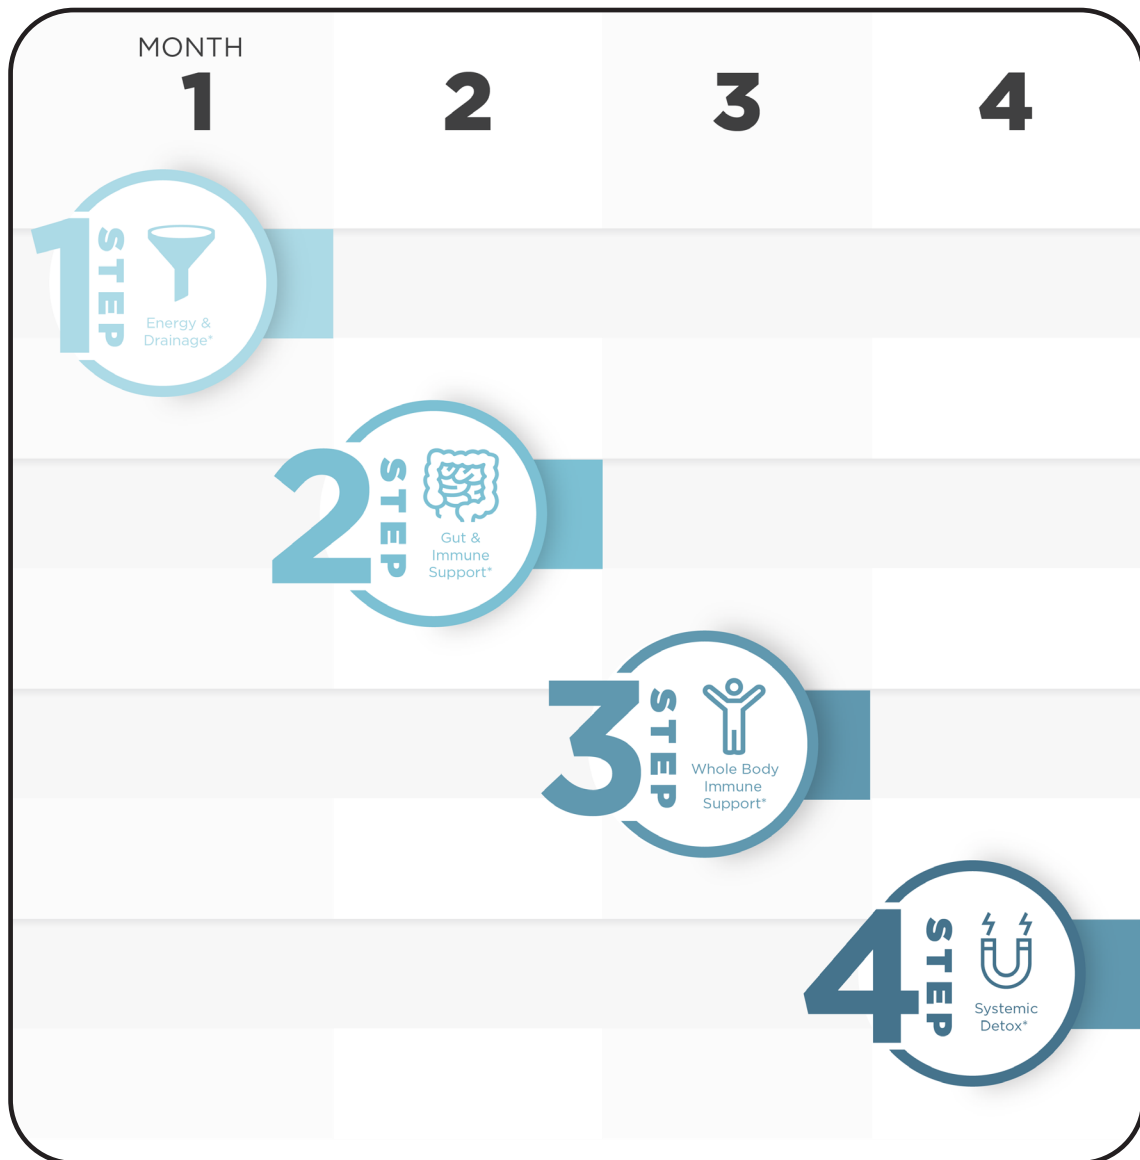 MONTH
1 2 3 4
1 STEP
Energy &
Drainage*
2 STEP
Gut &
Immune
Support*
3 STEP
Whole Body
Immune
Support*
4 STEP
Systemic
Detox*